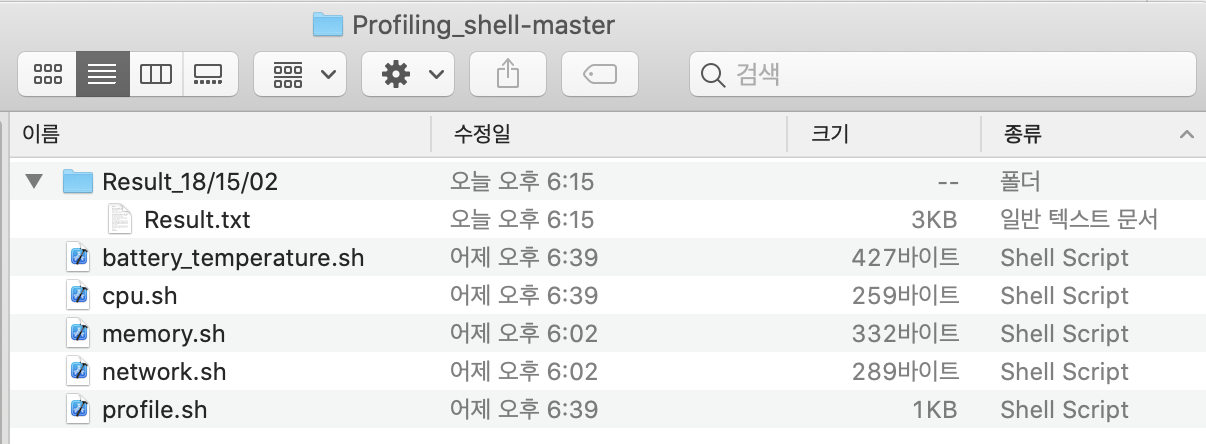 Profiling_shell-master
검색
이름 수정일 크기 종류
Result_18/15/02 오늘 오후 6:15 -- 폴더
Result.txt 오늘 오후 6:15 3KB 일반 텍스트 문서
battery_temperature.sh 어제 오후 6:39 427바이트 Shell Script
cpu.sh 어제 오후 6:39 259바이트 Shell Script
memory.sh 어제 오후 6:02 332바이트 Shell Script
network.sh 어제 오후 6:02 289바이트 Shell Script
profile.sh 어제 오후 6:39 1KB Shell Script